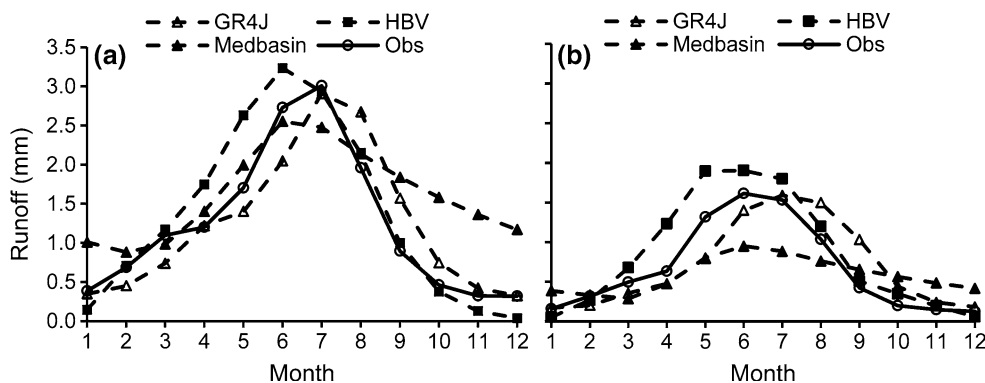 GR4J HBV
Medbasin Obs
(a)
3.5
3.0
2.5
2.0
1.5
1.0
0.5
0.0
Runoff (mm)
1 2 3 4 5 6 7 8 9 10 11 12
Month
GR4J HBV
Medbasin Obs
(b)
1 2 3 4 5 6 7 8 9 10 11 12
Month